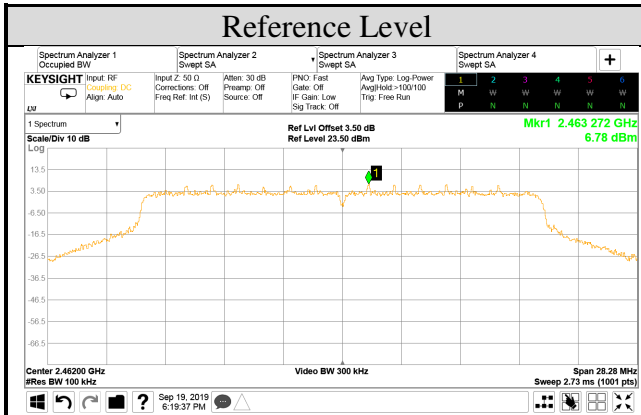 Reference Level
Spectrum Analyzer 1
Occupied BW
Spectrum Analyzer 2
Swept SA
Spectrum Analyzer 3
Swept SA
Spectrum Analyzer 4
Swept SA
+
KEYSIGHT
LXI
Input: RF
Coupling: DC
Align: Auto
Input Z: 50 Ω
Corrections: Off
Freq Ref: Int (S)
Atten: 30 dB
Preamp: Off
Source: Off
PNO: Fast
Gate: Off
IF Gain: Low
Sig Track: Off
Avg Type: Log-Power
Avg|Hold:>100/100
Trig: Free Run
1 2 3 4 5 6
M W W W W W
P N N N N N
1 Spectrum
Scale/Div 10 dB
Ref Lvl Offset 3.50 dB
Ref Level 23.50 dBm
Mkr1 2.463 272 GHz
6.78 dBm
Log
1
13.5
3.50
-6.50
-16.5
-26.5
-36.5
-46.5
-56.5
-66.5
Center 2.46200 GHz
#Res BW 100 kHz
Video BW 300 kHz
Span 28.28 MHz
Sweep 2.73 ms (1001 pts)
?
Sep 19, 2019
6:19:37 PM